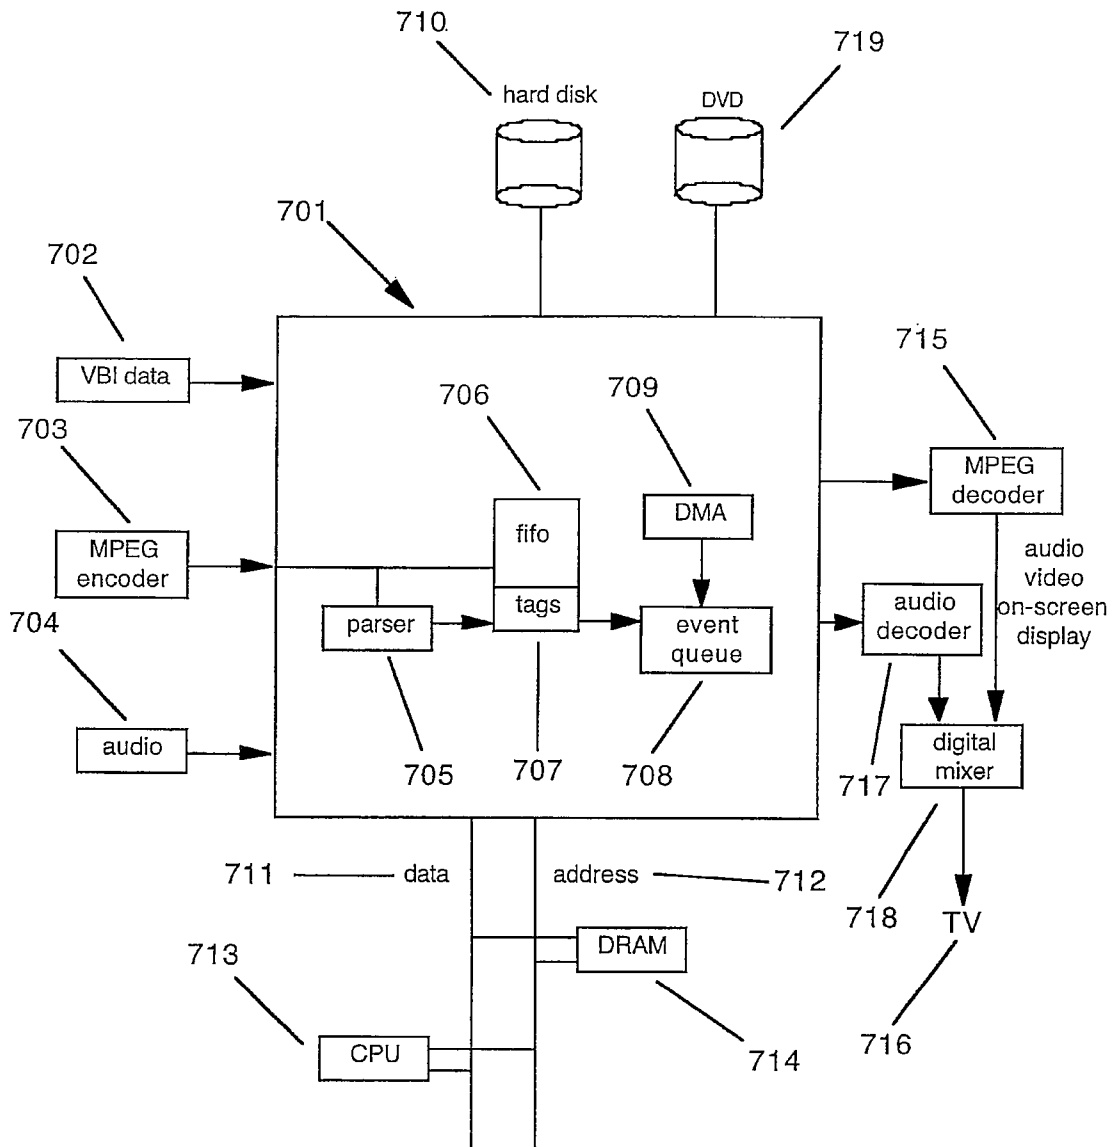 710
719
hard disk
DVD
701
702
VBI data
715
706
709
703
MPEG
decoder
fifo
DMA
MPEG
encoder
audio
video
on-screen
display
tags
audio
decoder
704
parser
event
queue
audio
digital
mixer
705
707
708
717
711
data
address
712
718
TV
DRAM
713
716
CPU
714